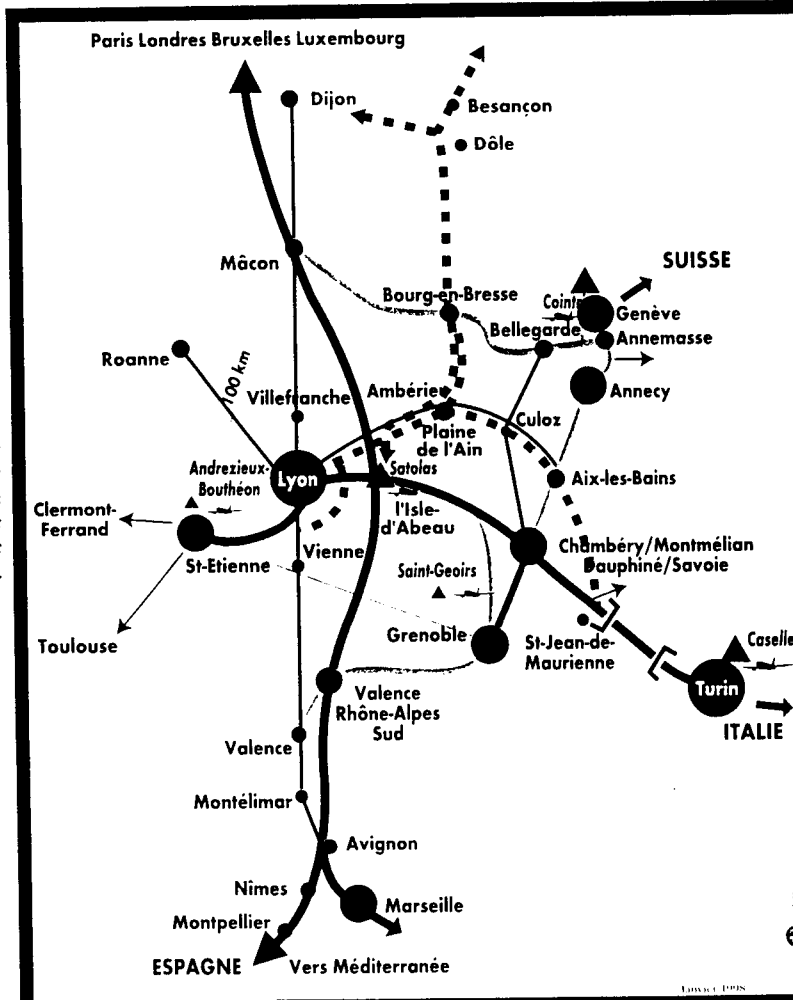 Paris Londres Bruxelles Luxembourg
Dijon
Besançon
Dôle
Mâcon
SUISSE
Bourg-en-Bresse
Genève
Bellegarde
Annemasse
Roanne
100 km
Villefranche
Ambérieu
Annecy
Culoz
Plaine
de l'Ain
Andrezieux-
Bouthéon
Lyon
Satolas
Aix-les-Bains
Clermont-
Ferrand
l'Isle-
d'Abeau
Vienne
Chambéry/Montmélian
Dauphiné/Savoie
St-Etienne
Saint-Geoirs
Toulouse
Grenoble
St-Jean-de-
Maurienne
Caselle
Turin
Valence
Rhône-Alpes
Sud
ITALIE
Valence
Montélimar
Avignon
Nîmes
Marseille
Montpellier
ESPAGNE
Vers Méditerranée
Janvier 1998